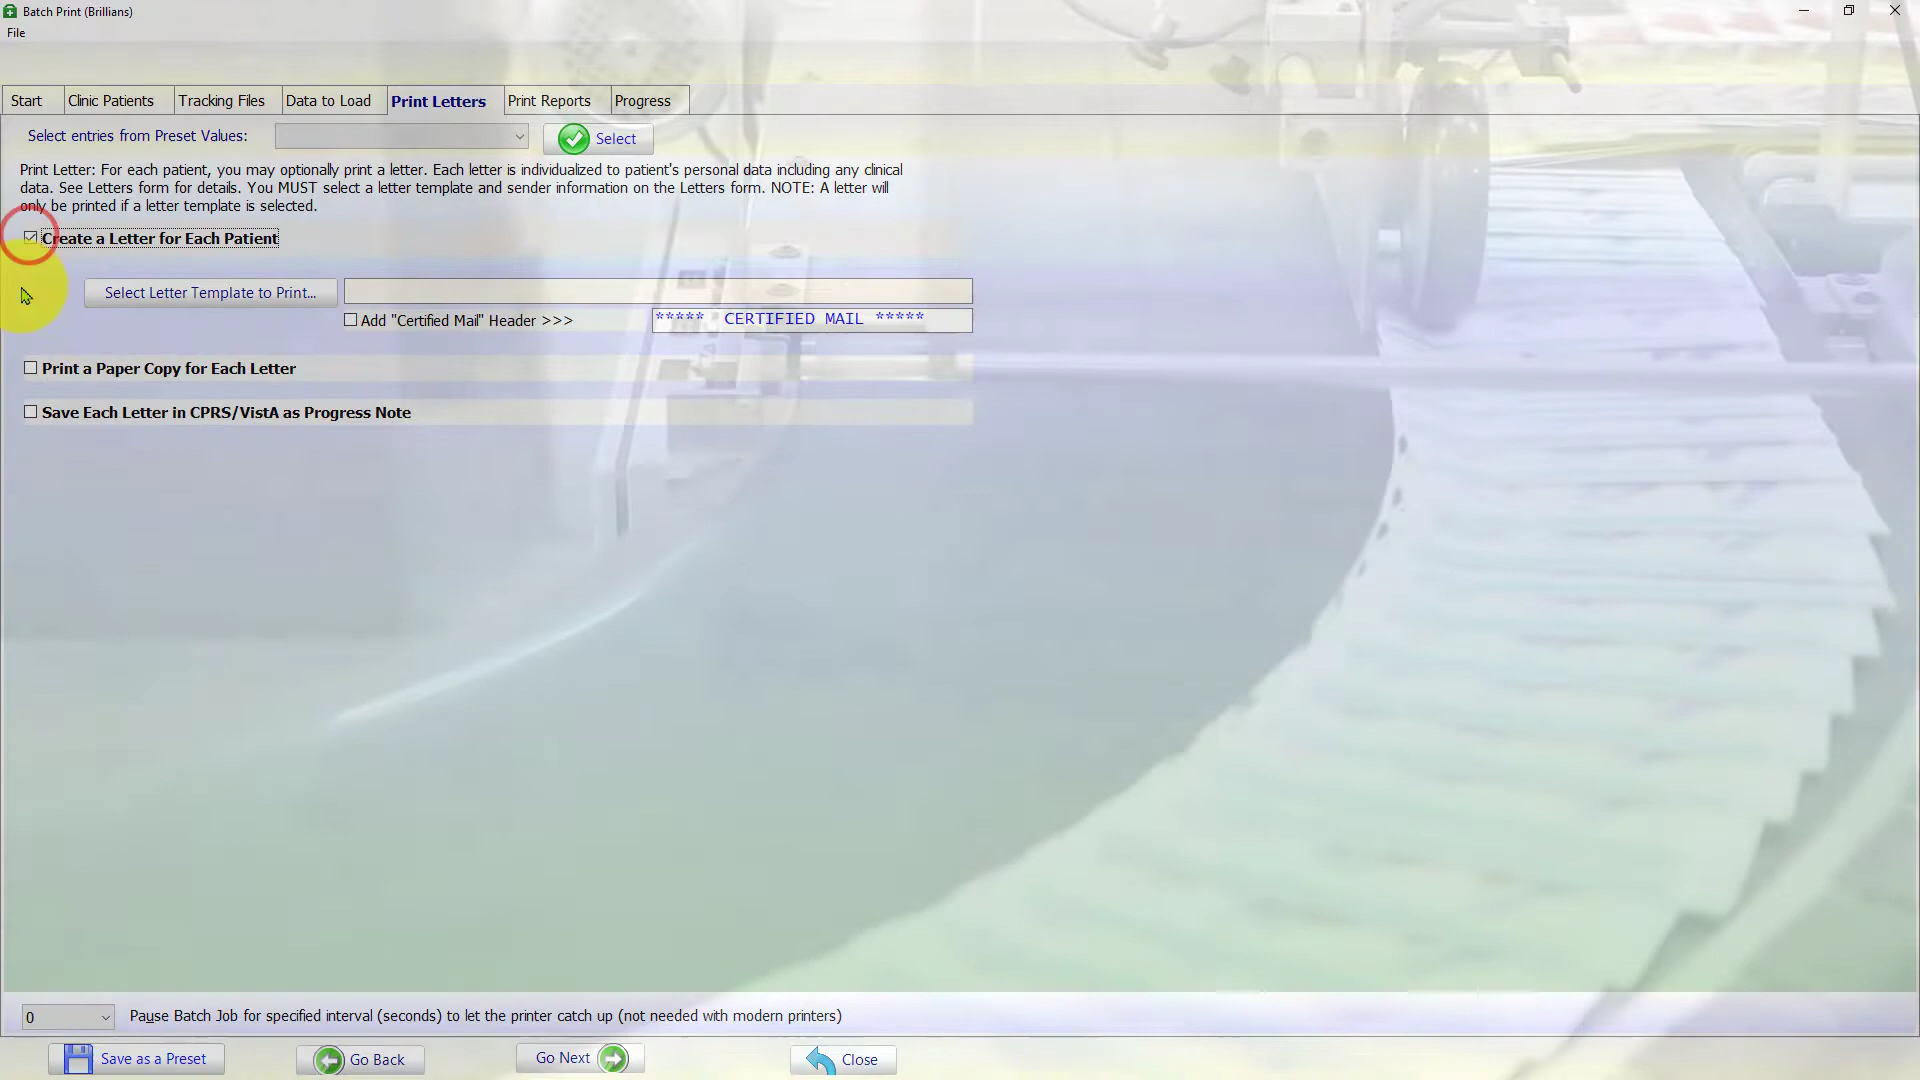 Batch Print (Brillians)
File
Start Clinic Patients Tracking Files Data to Load Print Letters Print Reports Progress
Select entries from Preset Values: Select
Print Letter: For each patient, you may optionally print a letter. Each letter is individualized to patient's personal data including any clinical
data. See Letters form for details. You MUST select a letter template and sender information on the Letters form. NOTE: A letter will
only be printed if a letter template is selected.
Create a Letter for Each Patient
Select Letter Template to Print...
Add "Certified Mail" Header >>> ***** CERTIFIED MAIL *****
Print a Paper Copy for Each Letter
Save Each Letter in CPRS/VistA as Progress Note
0 Pause Batch Job for specified interval (seconds) to let the printer catch up (not needed with modern printers)
Save as a Preset Go Back Go Next Close